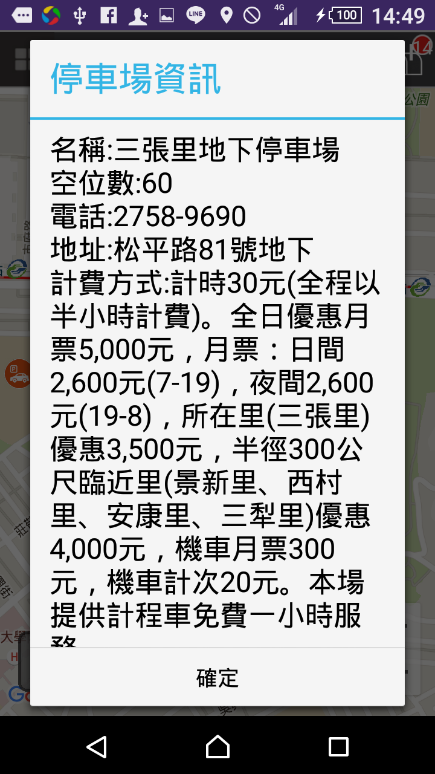 4G
100
14:49
14
公園
停車場資訊
名稱:三張里地下停車場
空位數:60
電話:2758-9690
地址:松平路81號地下
計費方式:計時30元(全程以
半小時計費)。全日優惠月
票5,000元，月票：日間
2,600元(7-19)，夜間2,600
元(19-8)，所在里(三張里)
優惠3,500元，半徑300公
尺臨近里(景新里、西村
里、安康里、三犁里)優惠
4,000元，機車月票300
元，機車計次20元。本場
提供計程車免費一小時服
務
大學
確定